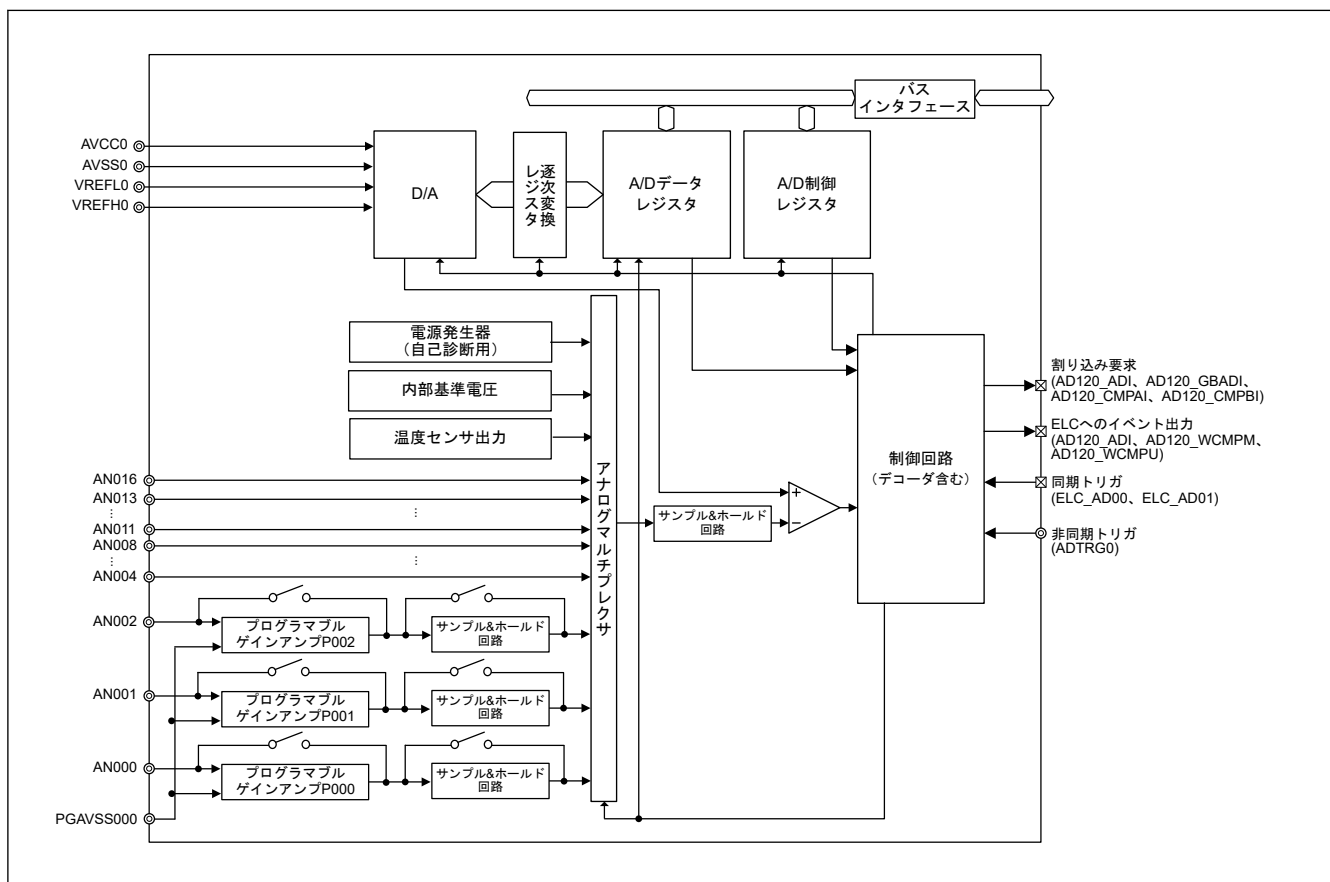 バス
インタフェース
AVCC0
AVSS0
VREFL0
VREFH0
D/A
逐次変換
レジスタ
A/Dデータ
レジスタ
A/D制御
レジスタ
電源発生器
（自己診断用）
内部基準電圧
温度センサ出力
アナログマルチプレクサ
制御回路
（デコーダ含む）
割り込み要求
(AD120_ADI、AD120_GBADI、
AD120_CMPAI、AD120_CMPBI)
ELCへのイベント出力
(AD120_ADI、AD120_WCMPM、
AD120_WCMPU)
同期トリガ
(ELC_AD00、ELC_AD01)
非同期トリガ
(ADTRG0)
AN016
AN013
…
…
AN011
AN008
…
…
AN004
+
−
サンプル&ホールド
回路
AN002
プログラマブル
ゲインアンプP002
サンプル&ホールド
回路
AN001
プログラマブル
ゲインアンプP001
サンプル&ホールド
回路
AN000
プログラマブル
ゲインアンプP000
サンプル&ホールド
回路
PGAVSS000